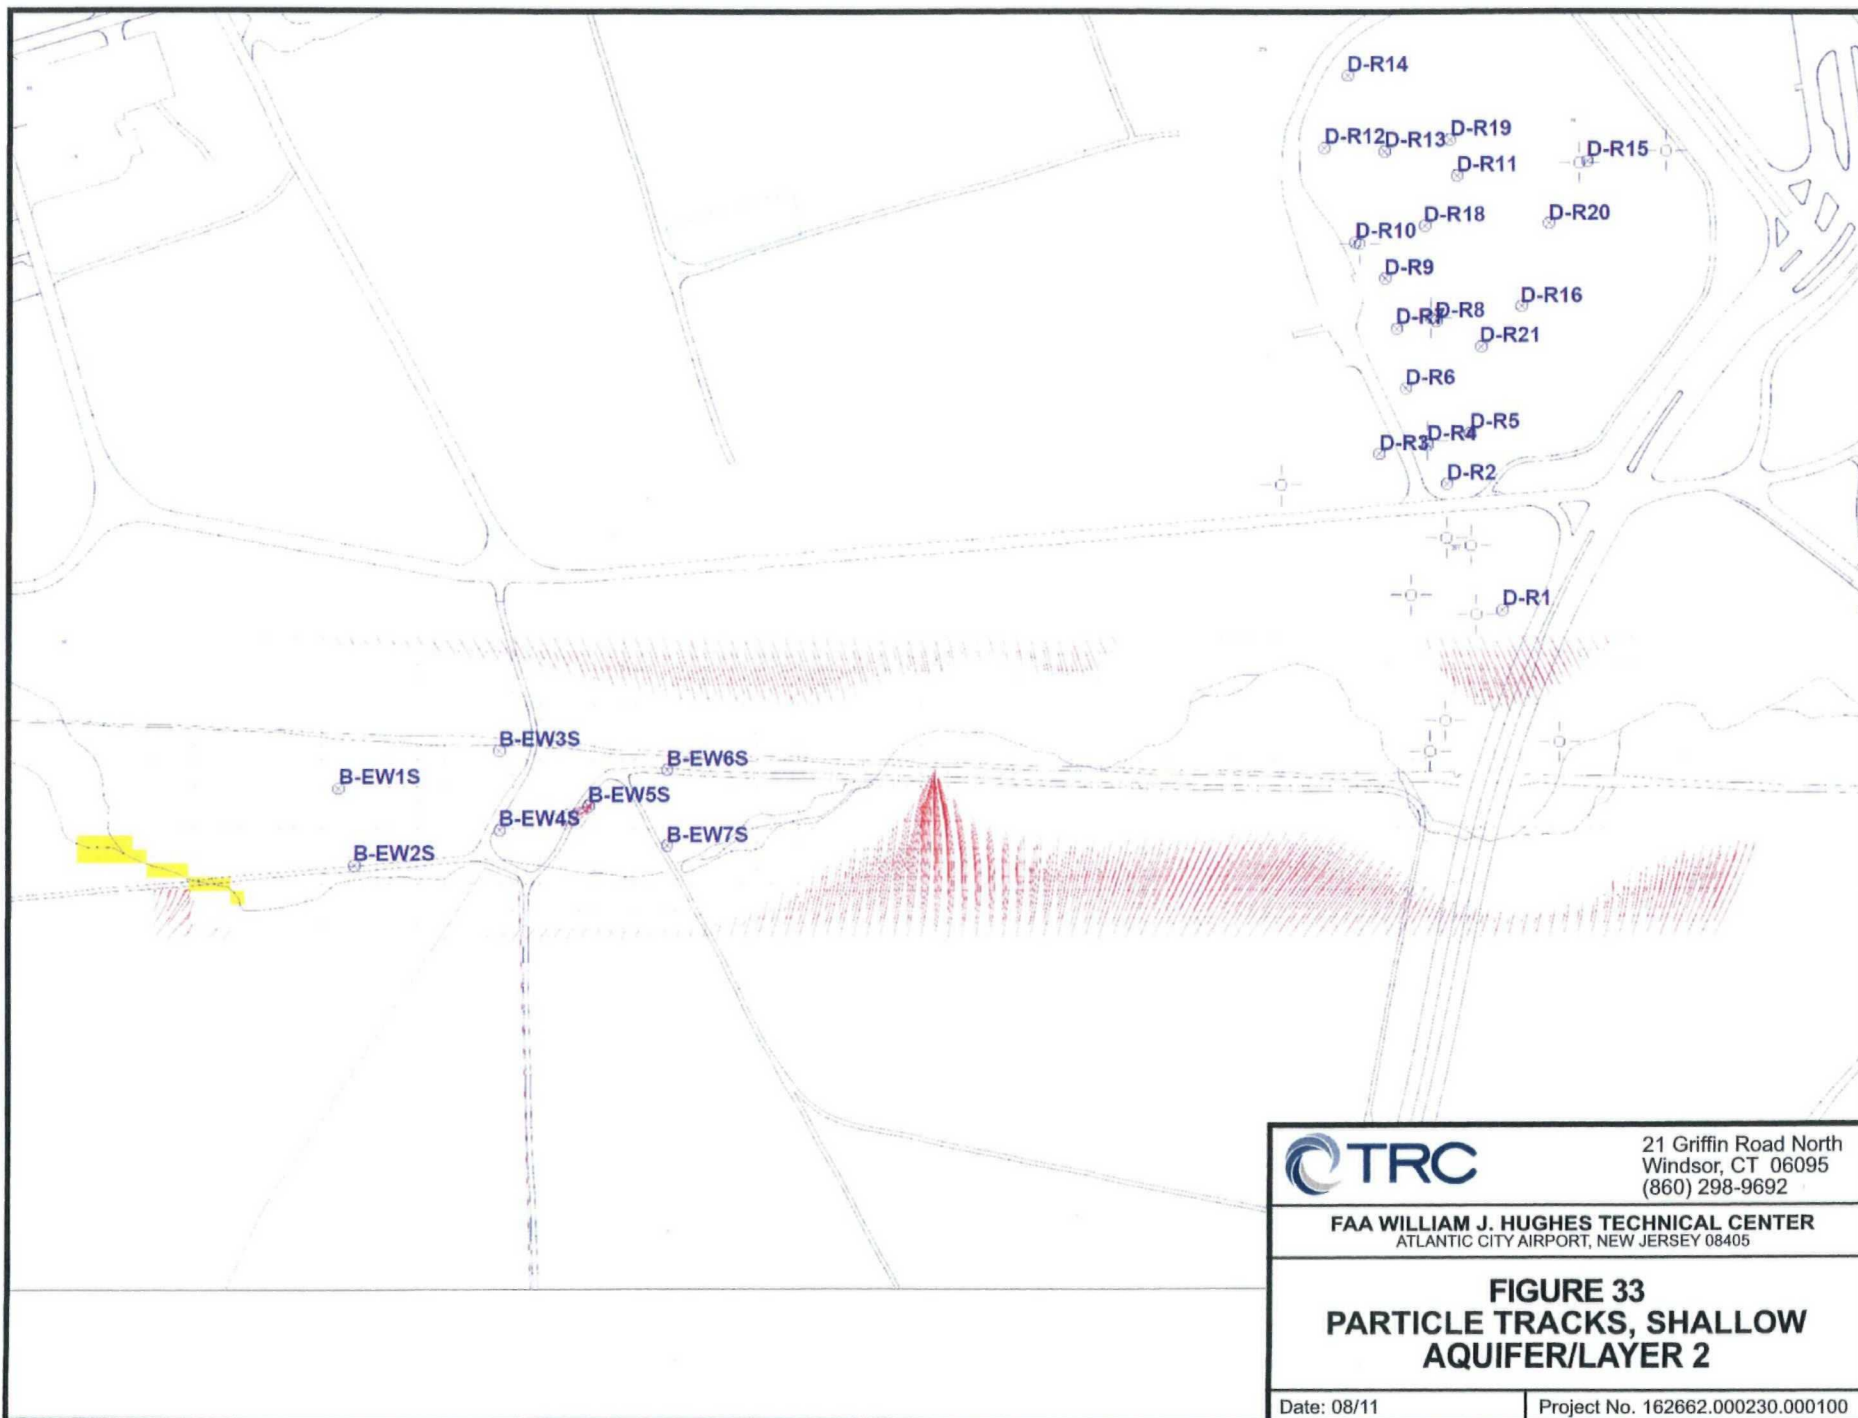 D-R14
D-R12
D-R13
D-R19
D-R15
D-R11
D-R18
D-R20
D-R10
D-R9
D-R16
D-R7
D-R8
D-R21
D-R6
D-R5
D-R4
D-R3
D-R2
D-R1
B-EW3S
B-EW6S
B-EW1S
B-EW5S
B-EW4S
B-EW7S
B-EW2S
TRC
21 Griffin Road North
Windsor, CT 06095
(860) 298-9692
FAA WILLIAM J. HUGHES TECHNICAL CENTER
ATLANTIC CITY AIRPORT, NEW JERSEY 08405
FIGURE 33
PARTICLE TRACKS, SHALLOW
AQUIFER/LAYER 2
Date: 08/11
Project No. 162662.000230.000100